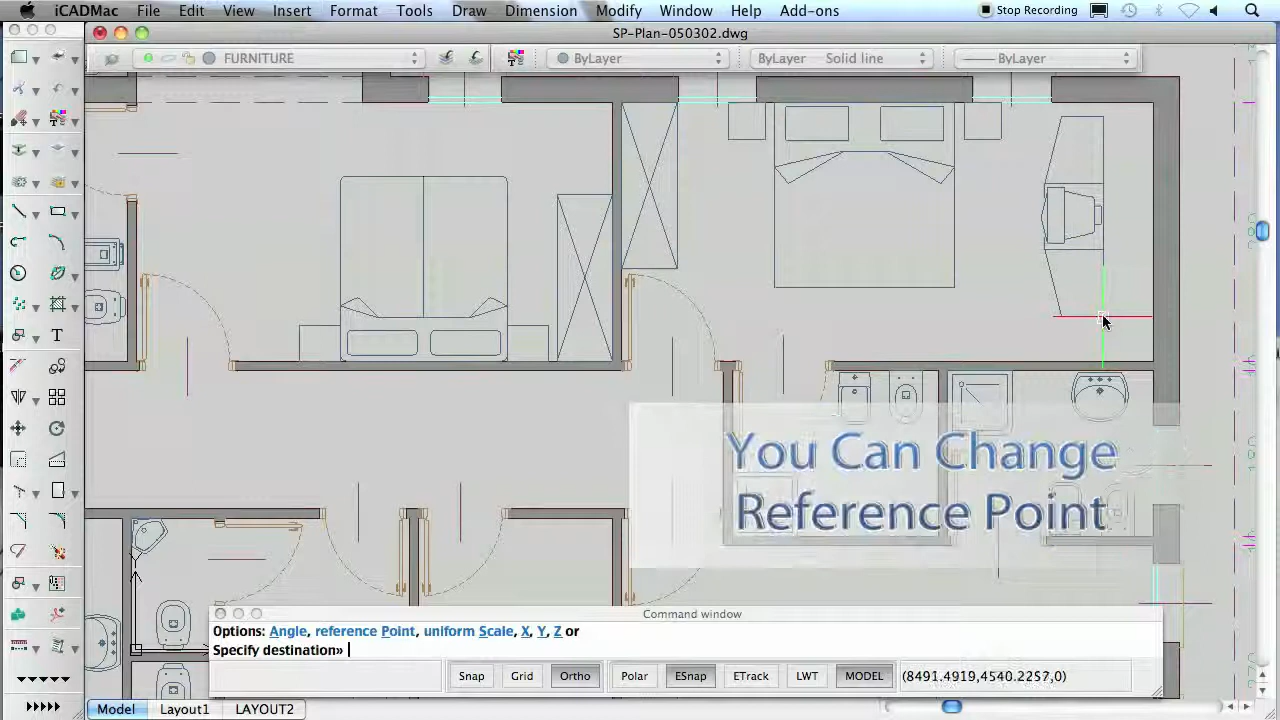 iCADMac File Edit View Insert Format Tools Draw Dimension Modify Window Help Add-ons Stop Recording
SP-Plan-050302.dwg
FURNITURE ByLayer ByLayer Solid line ByLayer
T
You Can Change
Reference Point
Command window
Options: Angle, reference Point, uniform Scale, X, Y, Z or
Specify destination»
Snap Grid Ortho Polar ESnap ETrack LWT MODEL (8491.4919,4540.2257,0)
Model Layout1 LAYOUT2